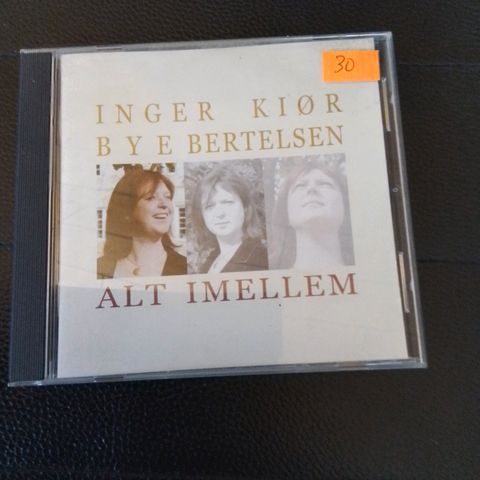 30
INGER KIØR
BYE BERTELSEN
ALT IMELLEM